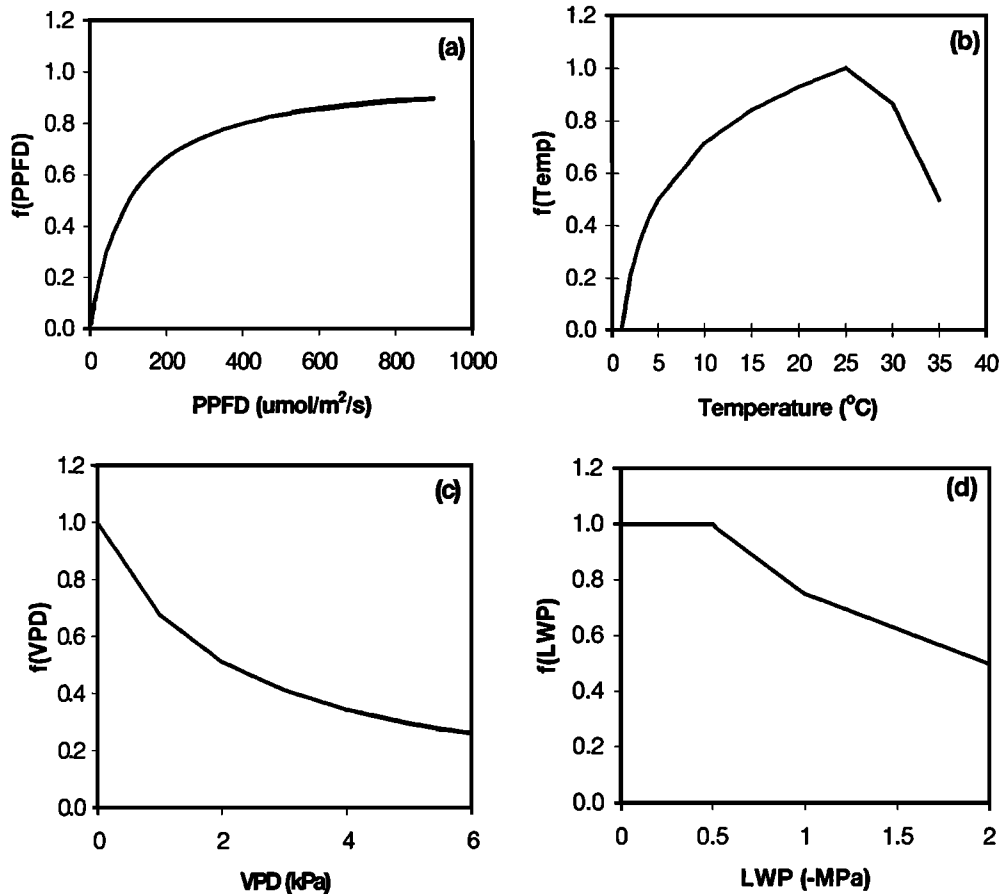 (a)
f(PPFD)
1.2
1.0
0.8
0.6
0.4
0.2
0.0
0 200 400 600 800 1000
PPFD (umol/m²/s)
(b)
f(Temp)
1.2
1.0
0.8
0.6
0.4
0.2
0.0
0 5 10 15 20 25 30 35 40
Temperature (°C)
(c)
f(VPD)
1.2
1.0
0.8
0.6
0.4
0.2
0.0
0 2 4 6
VPD (kPa)
(d)
f(LWP)
1.2
1.0
0.8
0.6
0.4
0.2
0.0
0 0.5 1 1.5 2
LWP (-MPa)